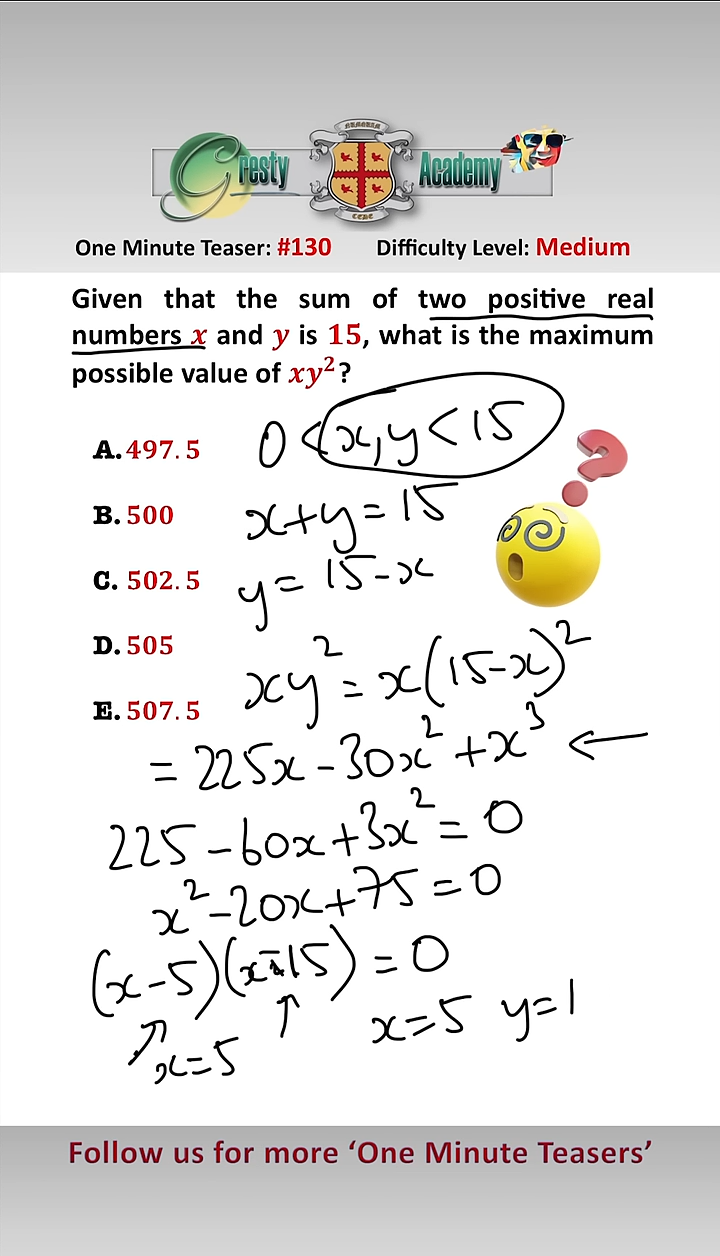 NUMORUM
Gresty Academy
CEDE
One Minute Teaser: #130 Difficulty Level: Medium
Given that the sum of two positive real
numbers x and y is 15, what is the maximum
possible value of xy²?
A. 497.5
B. 500
C. 502.5
D. 505
E. 507.5
0 < x, y < 15
x + y = 15
y = 15 - x
xy² = x(15-x)²
= 225x - 30x² + x³ ←
225 - 60x + 3x² = 0
x² - 20x + 75 = 0
(x-5)(x-15) = 0
x=5
x=5 y=1
Follow us for more ‘One Minute Teasers’